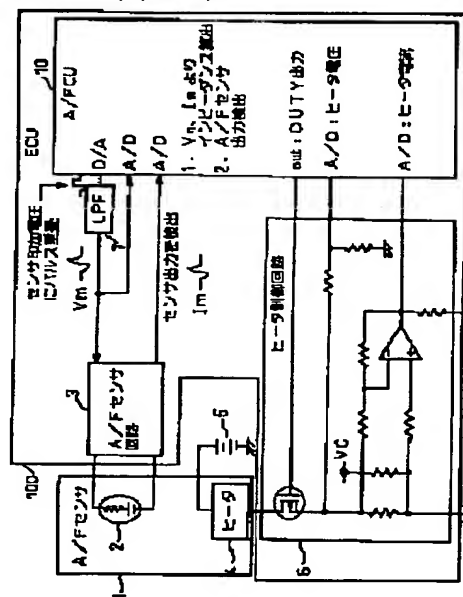 ECU
10
A/FCU
センサ印加電圧
にパルス重畳
D/A
LPF
A/D
A/D
Vm
7
センサ出力を検出
Im
1. Vm、Im より
インピーダンス算出
2. A/Fセンサ
出力検出
100
3
A/Fセンサ
回路
A/Fセンサ
2
1
ヒータ
4
5
6
ヒータ制御回路
VC
DUTY出力
A/D:ヒータ電圧
A/D:ヒータ電流